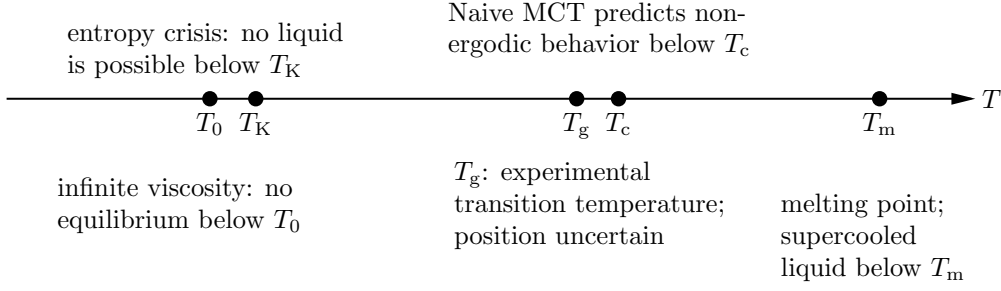 entropy crisis: no liquid
is possible below T_K
Naive MCT predicts non-
ergodic behavior below T_c
T
T_0
T_K
T_g
T_c
T_m
infinite viscosity: no
equilibrium below T_0
T_g: experimental
transition temperature;
position uncertain
melting point;
supercooled
liquid below T_m